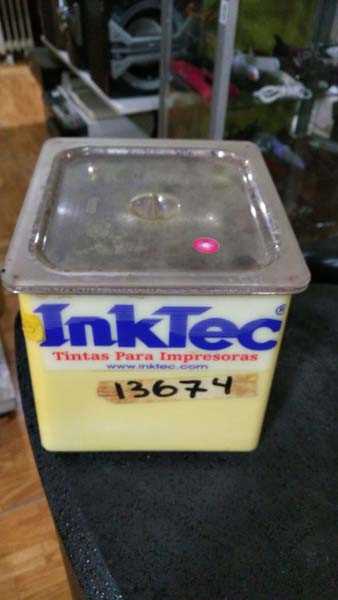 InkTec®
Tintas Para Impresoras
www.inktec.com
13674